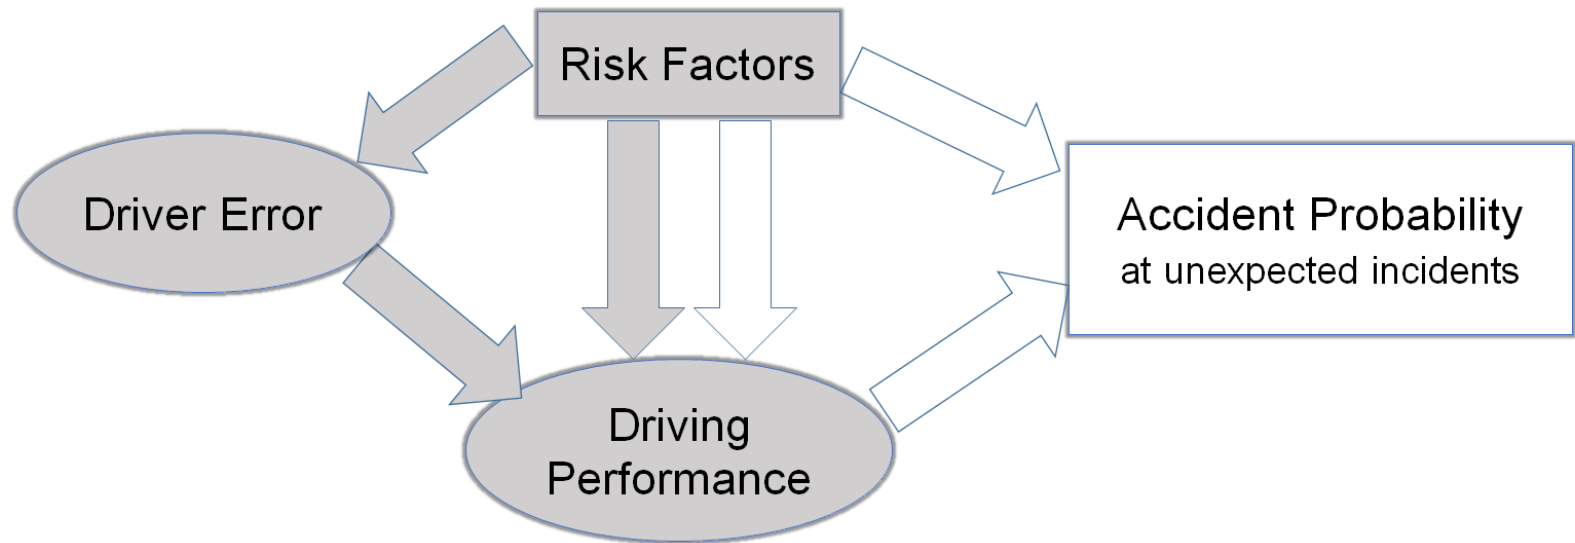 Risk Factors
Driver Error
Accident Probability
at unexpected incidents
Driving
Performance